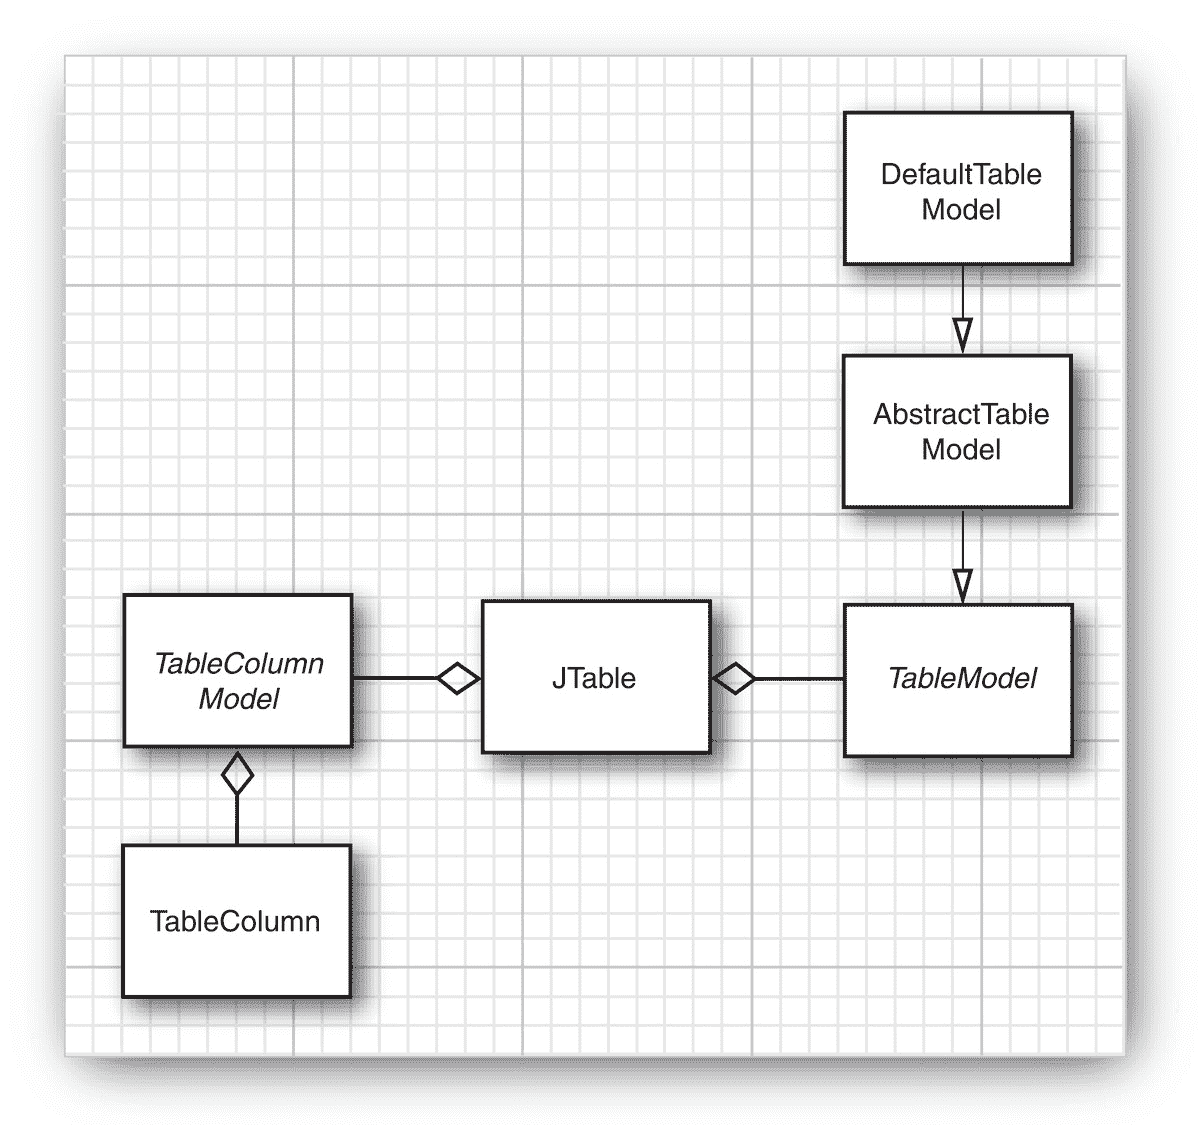 DefaultTable
Model
AbstractTable
Model
TableColumn
Model
JTable
TableModel
TableColumn